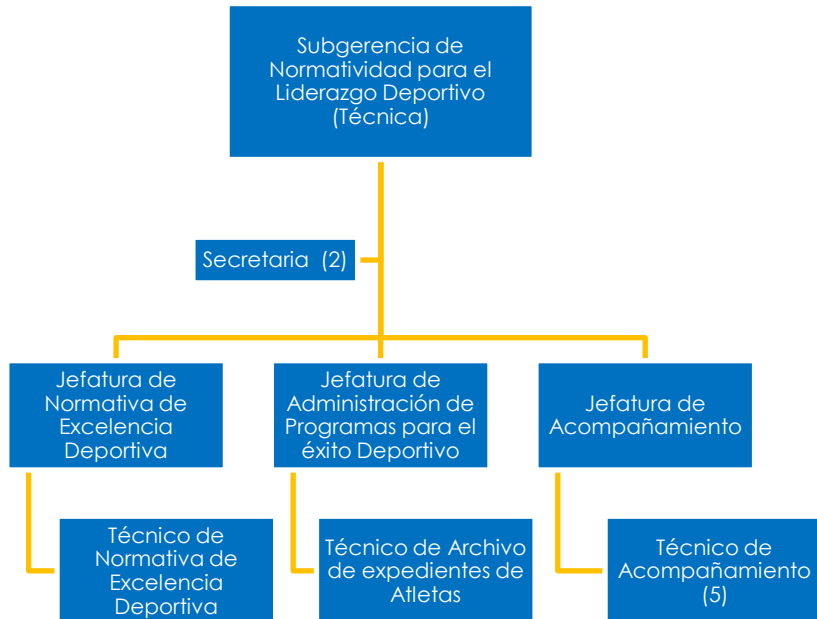 Subgerencia de
Normatividad para el
Liderazgo Deportivo
(Técnica)
Secretaria (2)
Jefatura de
Normativa de
Excelencia
Deportiva
Jefatura de
Administración de
Programas para el
éxito Deportivo
Jefatura de
Acompañamiento
Técnico de
Normativa de
Excelencia
Deportiva
Técnico de Archivo
de expedientes de
Atletas
Técnico de
Acompañamiento
(5)